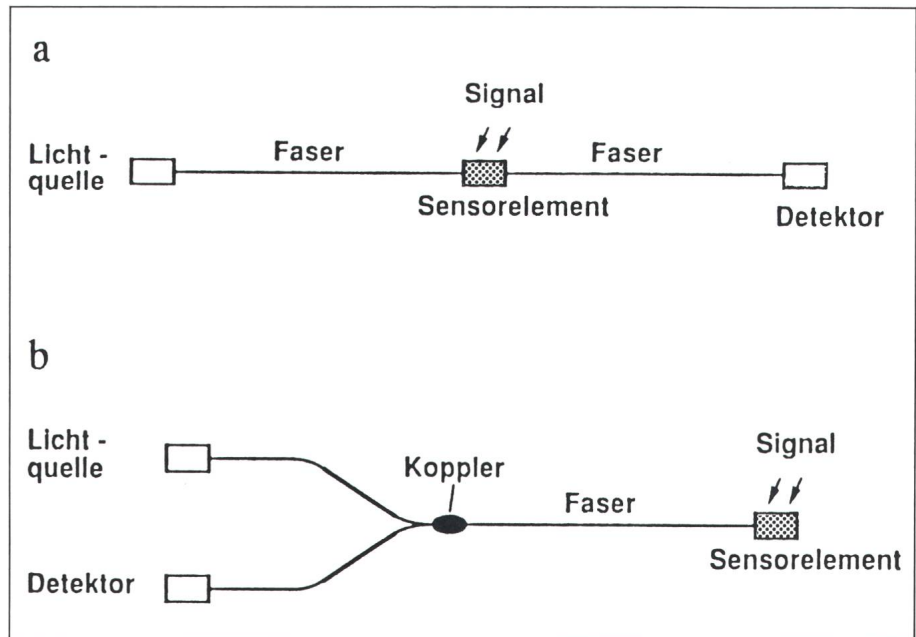 a
Signal
Licht -
quelle
Faser
Faser
Sensorelement
Detektor
b
Licht -
quelle
Koppler
Signal
Faser
Sensorelement
Detektor